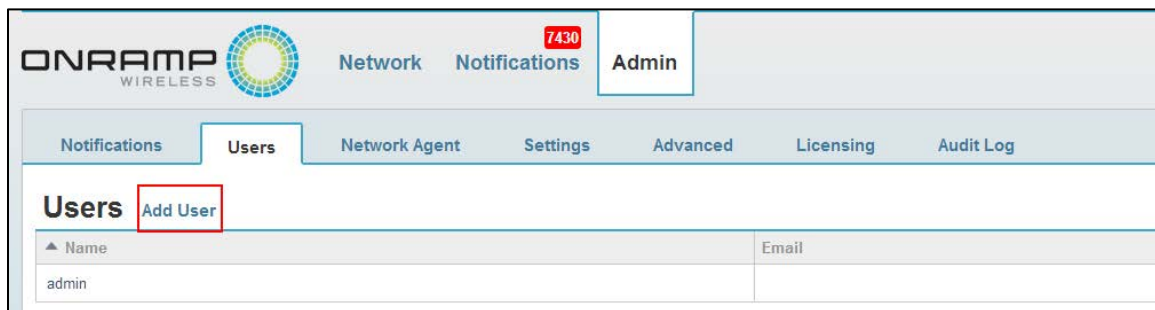 7430
ONRAMP
WIRELESS
Network Notifications Admin
Notifications Users Network Agent Settings Advanced Licensing Audit Log
Users Add User
Name Email
admin